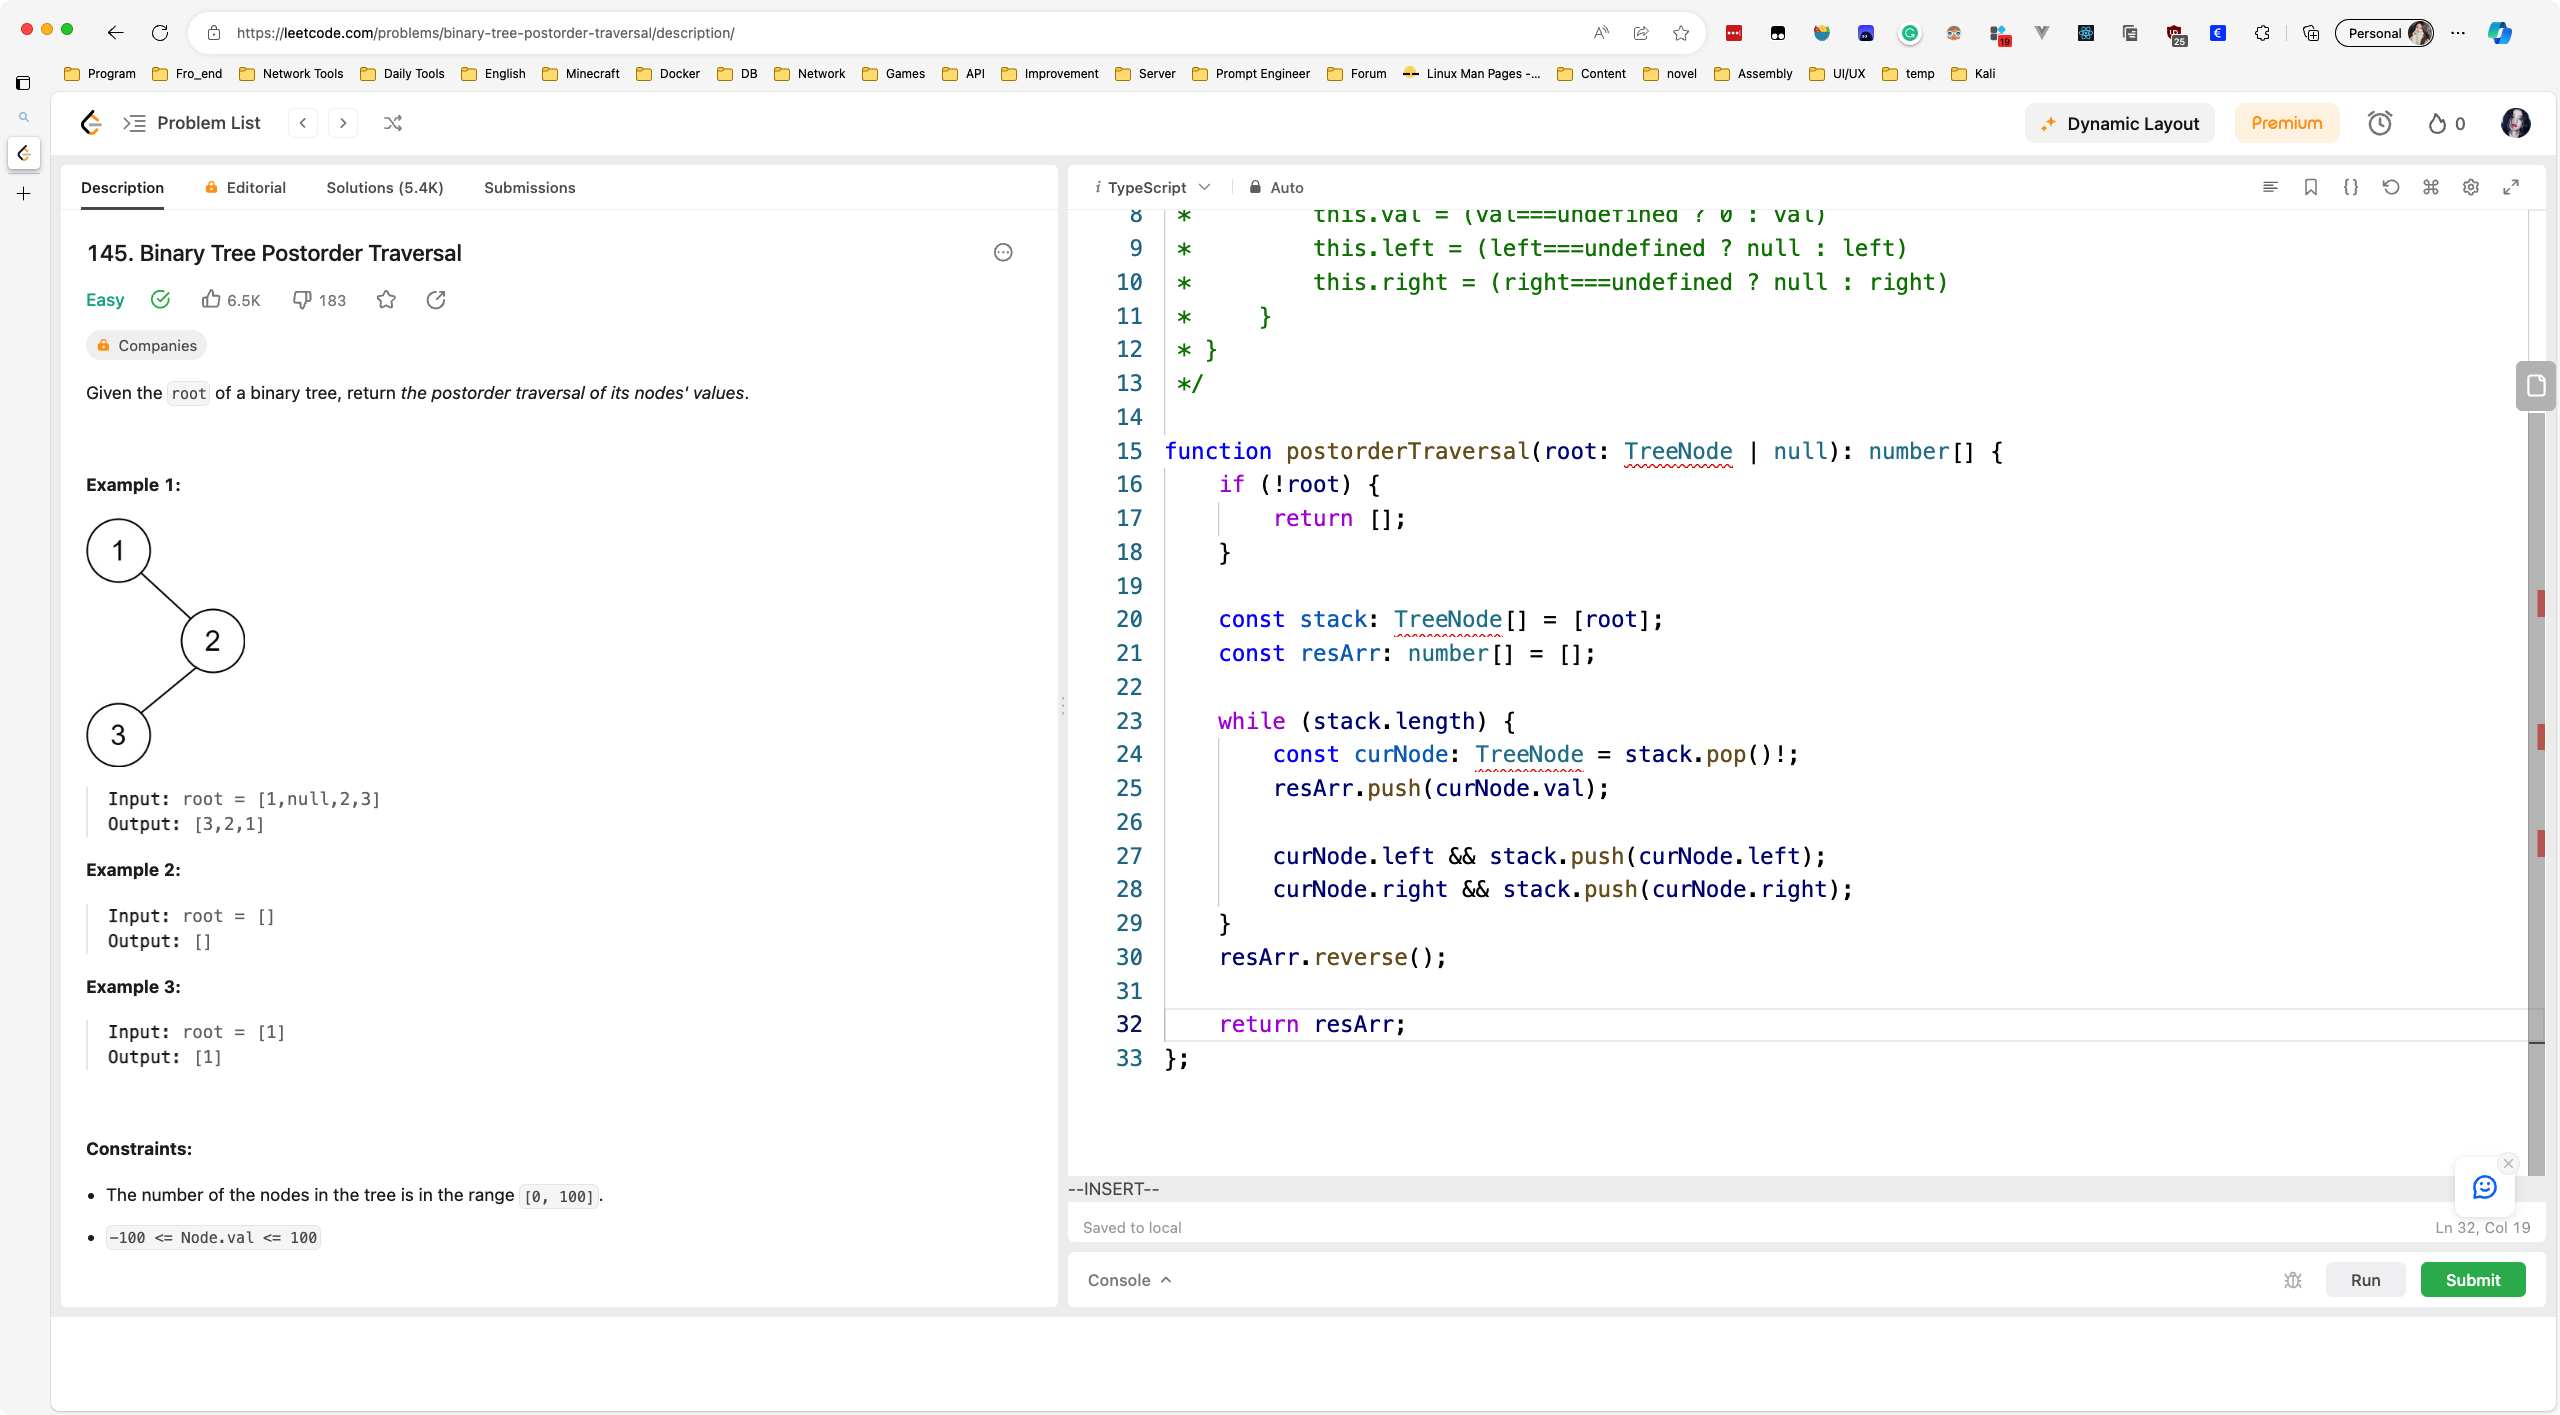 https://leetcode.com/problems/binary-tree-postorder-traversal/description/
19
25
Personal
Program
Fro_end
Network Tools
Daily Tools
English
Minecraft
Docker
DB
Network
Games
API
Improvement
Server
Prompt Engineer
Forum
Linux Man Pages -...
Content
novel
Assembly
UI/UX
temp
Kali
Problem List
Dynamic Layout
Premium
0
Description
Editorial
Solutions (5.4K)
Submissions
145. Binary Tree Postorder Traversal
Easy
6.5K
183
Companies
Given the root of a binary tree, return the postorder traversal of its nodes' values.
Example 1:
1
2
3
Input: root = [1,null,2,3]
Output: [3,2,1]
Example 2:
Input: root = []
Output: []
Example 3:
Input: root = [1]
Output: [1]
Constraints:
• The number of the nodes in the tree is in the range [0, 100].
• -100 <= Node.val <= 100
i TypeScript
Auto
8 * this.val = (val===undefined ? 0 : val)
9 * this.left = (left===undefined ? null : left)
10 * this.right = (right===undefined ? null : right)
11 * }
12 * }
13 */
14
15 function postorderTraversal(root: TreeNode | null): number[] {
16 if (!root) {
17 return [];
18 }
19
20 const stack: TreeNode[] = [root];
21 const resArr: number[] = [];
22
23 while (stack.length) {
24 const curNode: TreeNode = stack.pop()!;
25 resArr.push(curNode.val);
26
27 curNode.left && stack.push(curNode.left);
28 curNode.right && stack.push(curNode.right);
29 }
30 resArr.reverse();
31
32 return resArr;
33 };
--INSERT--
Saved to local
Ln 32, Col 19
Console
Run
Submit